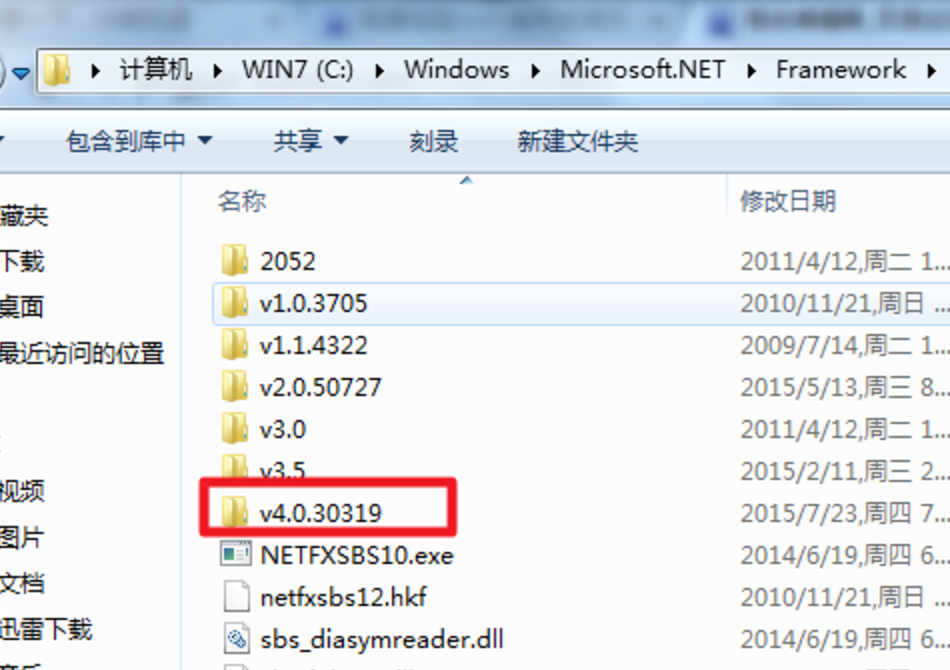 计算机 WIN7 (C:) Windows Microsoft.NET Framework
包含到库中 共享 刻录 新建文件夹
名称 修改日期
藏夹
下载
桌面
最近访问的位置
视频
图片
文档
迅雷下载
2052 2011/4/12,周二 1...
v1.0.3705 2010/11/21,周日 ...
v1.1.4322 2009/7/14,周二 1...
v2.0.50727 2015/5/13,周三 8...
v3.0 2011/4/12,周二 1...
v3.5 2015/2/11,周三 2...
v4.0.30319 2015/7/23,周四 7...
NETFXSBS10.exe 2014/6/19,周四 6...
netfxsbs12.hkf 2010/11/21,周日 ...
sbs_diasymreader.dll 2014/6/19,周四 6...